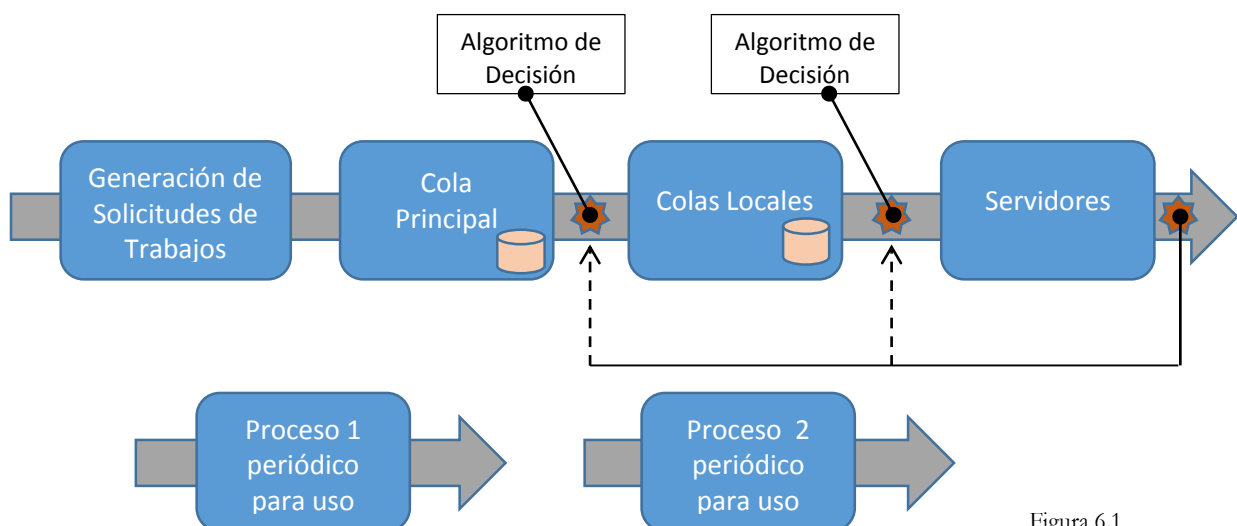 Algoritmo de
Decisión
Algoritmo de
Decisión
Generación de
Solicitudes de
Trabajos
Cola
Principal
Colas Locales
Servidores
Proceso 1
periódico
para uso
Proceso 2
periódico
para uso
Figura 6.1